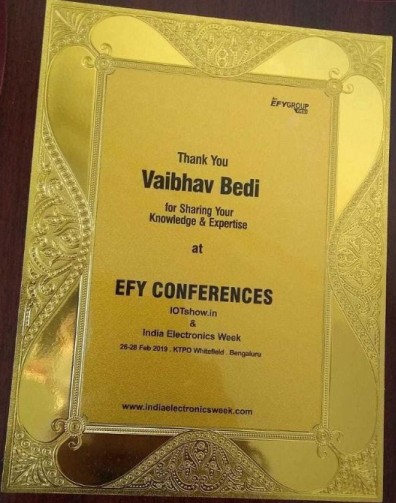 EFYGROUP
Thank You
Vaibhav Bedi
for Sharing Your
Knowledge & Expertise
at
EFY CONFERENCES
IOTshow.in
&
India Electronics Week
26-28 Feb 2019 . KTPO Whitefield . Bengaluru
www.indiaelectronicsweek.com